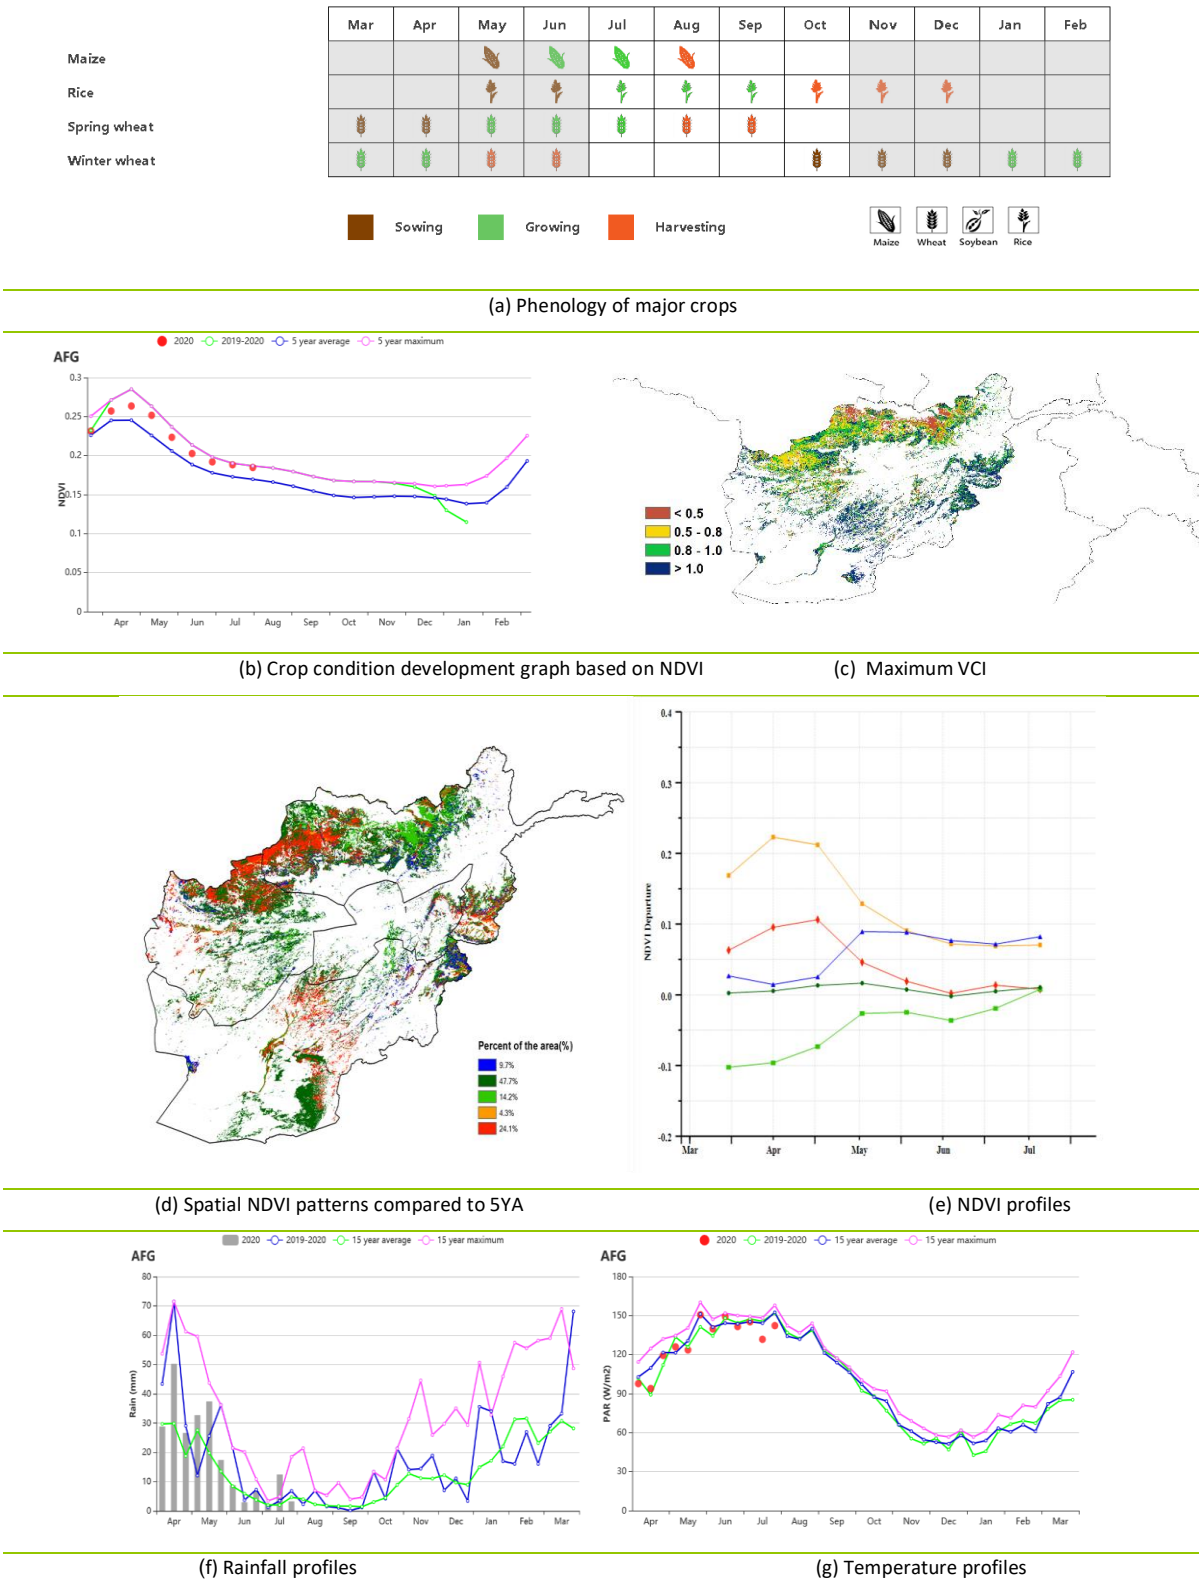 Mar Apr May Jun Jul Aug Sep Oct Nov Dec Jan Feb
Maize
Rice
Spring wheat
Winter wheat
Sowing Growing Harvesting
Maize Wheat Soybean Rice
(a) Phenology of major crops
2020 2019-2020 5 year average 5 year maximum
AFG
0.3
0.25
0.2
0.15
0.1
0.05
0
NDVI
Apr May Jun Jul Aug Sep Oct Nov Dec Jan Feb
< 0.5
0.5 - 0.8
0.8 - 1.0
> 1.0
(b) Crop condition development graph based on NDVI (c) Maximum VCI
Percent of the area(%)
9.7%
47.7%
14.2%
4.3%
24.1%
0.4
0.3
0.2
0.1
0.0
-0.1
-0.2
NDVI Departure
Mar Apr May Jun Jul
(d) Spatial NDVI patterns compared to 5YA (e) NDVI profiles
2020 2019-2020 15 year average 15 year maximum
AFG
80
70
60
50
40
30
20
10
0
Rain (mm)
Apr May Jun Jul Aug Sep Oct Nov Dec Jan Feb Mar
2020 2019-2020 15 year average 15 year maximum
AFG
180
150
120
90
60
30
0
PAR (W/m2)
Apr May Jun Jul Aug Sep Oct Nov Dec Jan Feb Mar
(f) Rainfall profiles (g) Temperature profiles